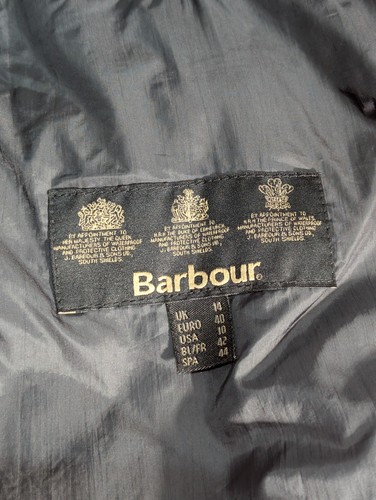 BY APPOINTMENT TO
HER MAJESTY THE QUEEN
MANUFACTURERS OF WATERPROOF
AND PROTECTIVE CLOTHING
J. BARBOUR & SONS LTD,
SOUTH SHIELDS.
BY APPOINTMENT TO
H.R.H. THE DUKE OF EDINBURGH
MANUFACTURERS OF WATERPROOF
AND PROTECTIVE CLOTHING
J. BARBOUR & SONS LTD,
SOUTH SHIELDS.
BY APPOINTMENT TO
H.R.H. THE PRINCE OF WALES
MANUFACTURERS OF WATERPROOF
AND PROTECTIVE CLOTHING
J. BARBOUR & SONS LTD,
SOUTH SHIELDS.
Barbour®
UK 14
EURO 40
USA 10
BL/FR 42
SPA 44